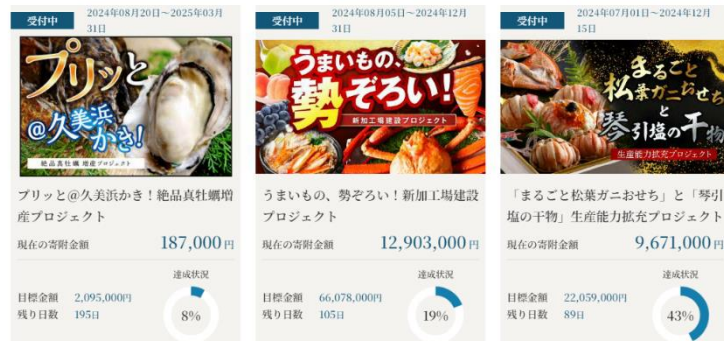 受付中
2024年08月20日~2025年03月
31日
プリッと
@久美浜
かき!
絶品真牡蠣 増産プロジェクト
プリッと@久美浜かき!絶品真牡蠣増
産プロジェクト
現在の寄附金額 187,000円
達成状況
目標金額 2,095,000円
残り日数 195日
8%
受付中
2024年08月05日~2024年12月
31日
うまいもの、
勢ぞろい!
新加工場建設プロジェクト
うまいもの、勢ぞろい!新加工場建設
プロジェクト
現在の寄附金額 12,903,000円
達成状況
目標金額 66,078,000円
残り日数 105日
19%
受付中
2024年07月01日~2024年12月
15日
まるごと
松葉ガニおせち
と
琴引塩の干物
生産能力拡充プロジェクト
「まるごと松葉ガニおせち」と「琴引
塩の干物」生産能力拡充プロジェクト
現在の寄附金額 9,671,000円
達成状況
目標金額 22,059,000円
残り日数 89日
43%